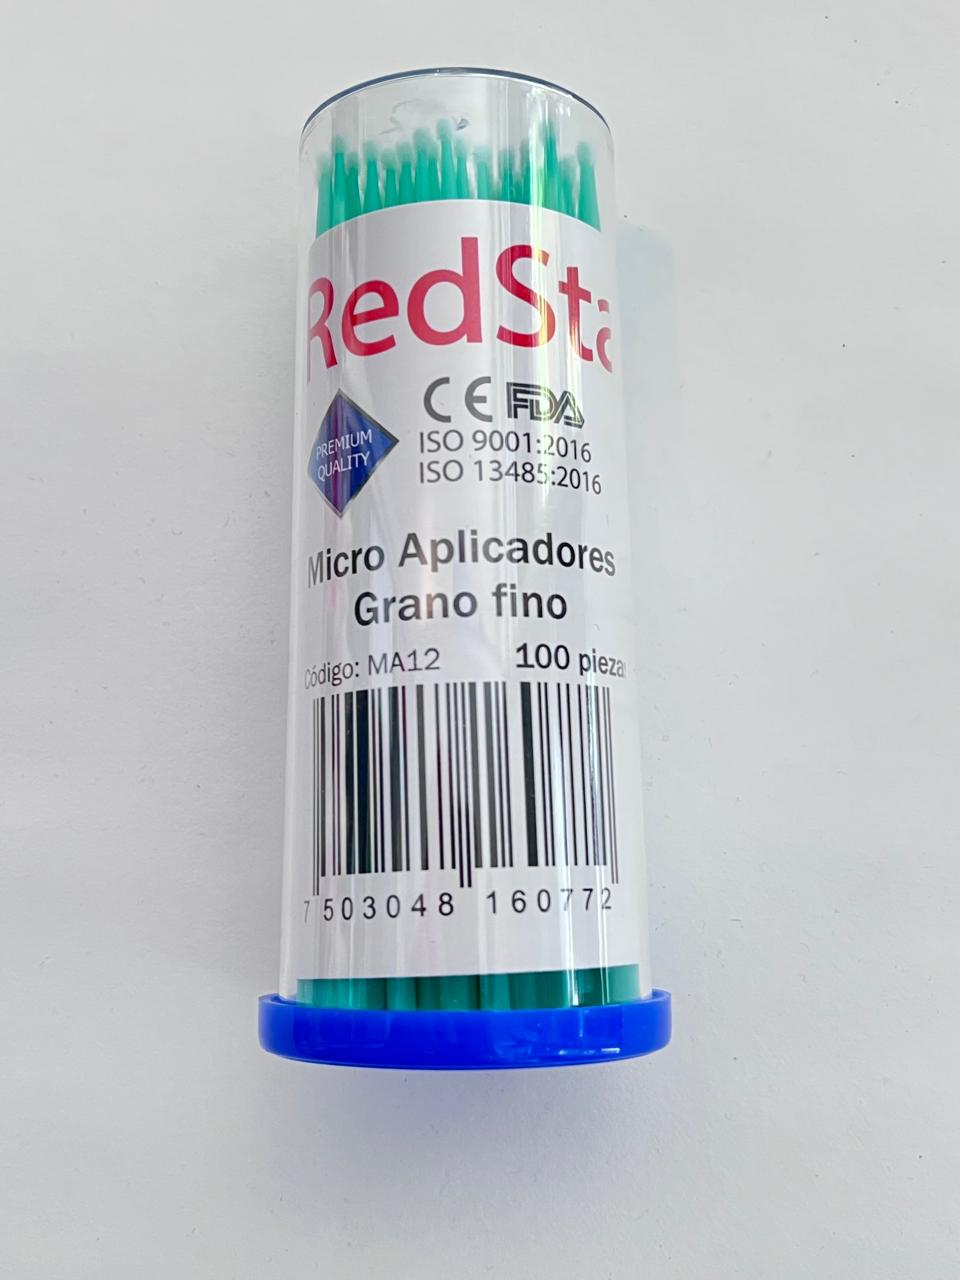 RedSta
CE FDA
PREMIUM
QUALITY
ISO 9001:2016
ISO 13485:2016
Micro Aplicadores
Grano fino
Código: MA12 100 pieza
7 503048 160772